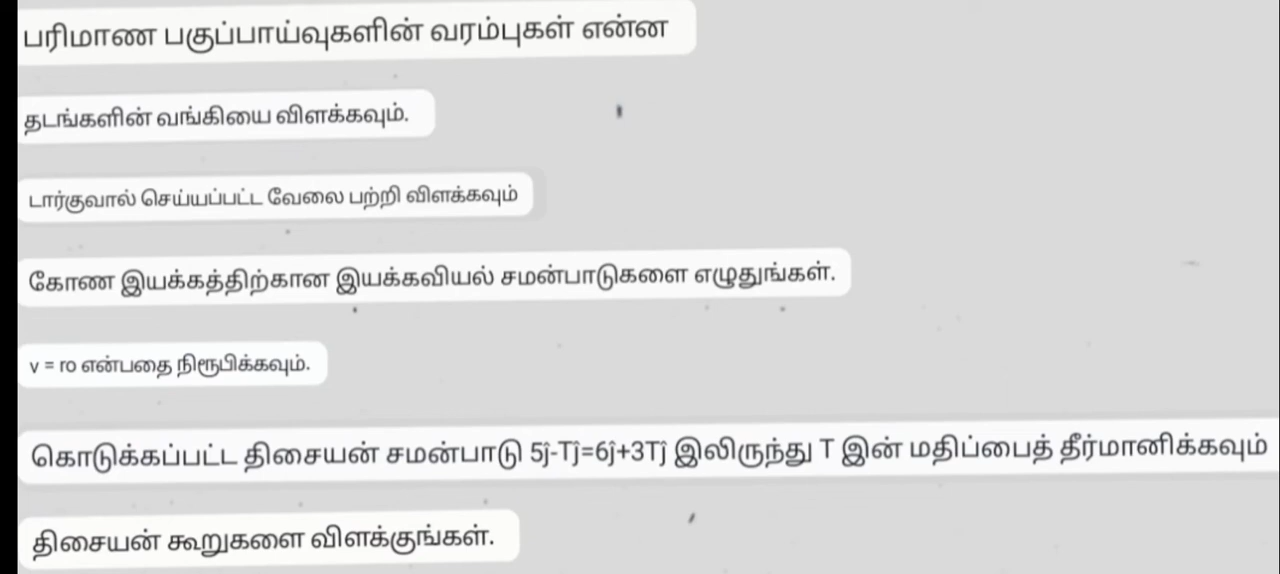 பரிமாண பகுப்பாய்வுகளின் வரம்புகள் என்ன
தடங்களின் வங்கியை விளக்கவும்.
டார்குவால் செய்யப்பட்ட வேலை பற்றி விளக்கவும்
கோண இயக்கத்திற்கான இயக்கவியல் சமன்பாடுகளை எழுதுங்கள்.
v = ro என்பதை நிரூபிக்கவும்.
கொடுக்கப்பட்ட திசையன் சமன்பாடு 5ĵ-Tĵ=6ĵ+3Tĵ இலிருந்து T இன் மதிப்பைத் தீர்மானிக்கவும்
திசையன் கூறுகளை விளக்குங்கள்.